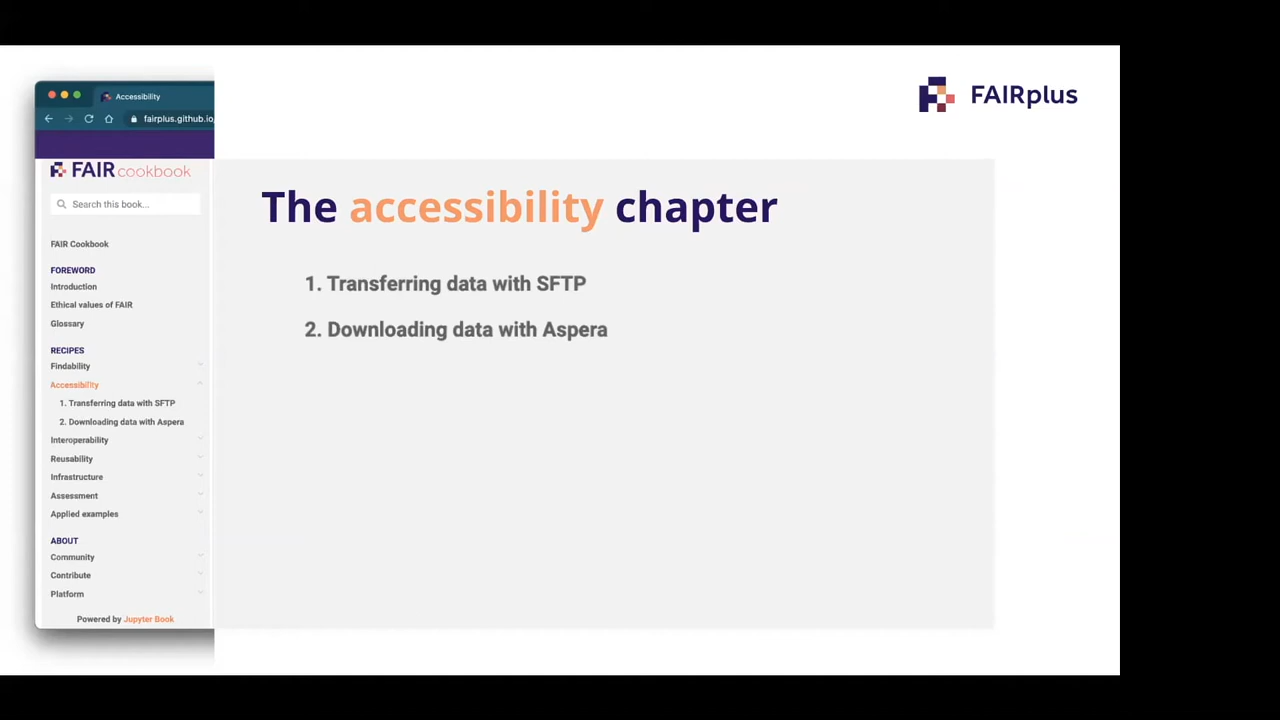 FAIRplus
Accessibility
fairplus.github.io
FAIRcookbook
Search this book...
FAIR Cookbook
FOREWORD
Introduction
Ethical values of FAIR
Glossary
RECIPES
Findability
Accessibility
1. Transferring data with SFTP
2. Downloading data with Aspera
Interoperability
Reusability
Infrastructure
Assessment
Applied examples
ABOUT
Community
Contribute
Platform
Powered by Jupyter Book
The accessibility chapter
1. Transferring data with SFTP
2. Downloading data with Aspera